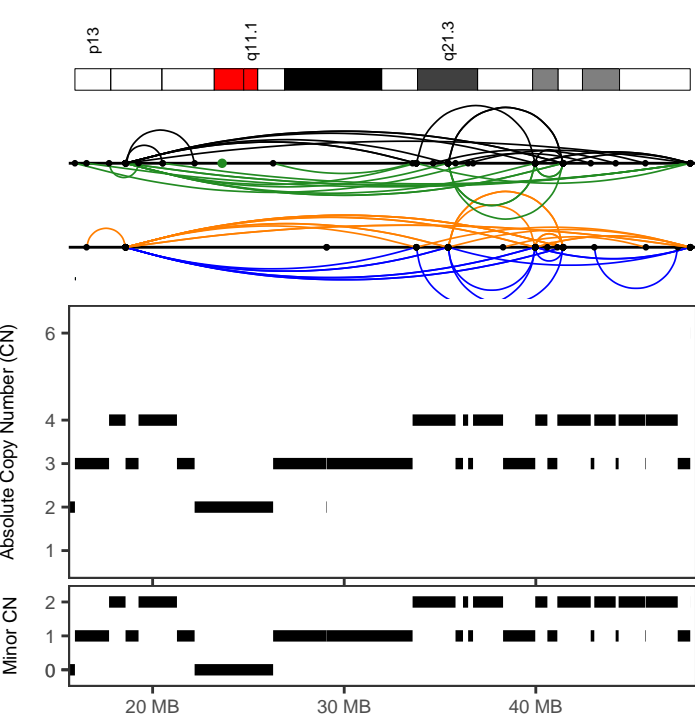 p13
q11.1
q21.3
Absolute Copy Number (CN)
6
4
3
2
1
Minor CN
2
1
0
20 MB
30 MB
40 MB